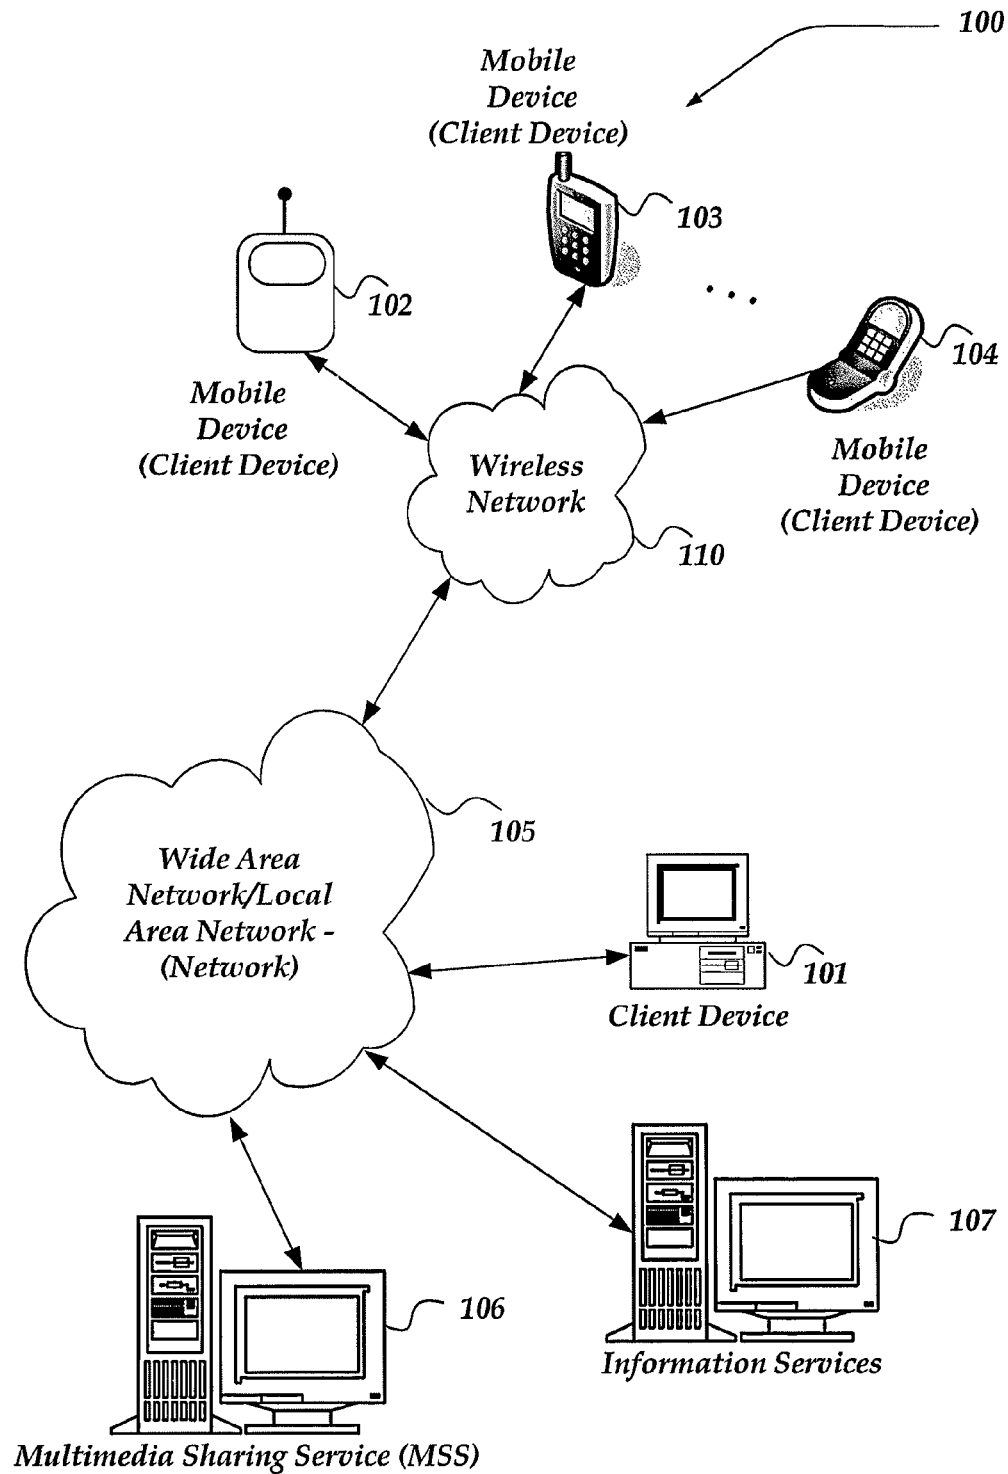 100
Mobile
Device
(Client Device)
103
102
104
Mobile
Device
(Client Device)
Wireless
Network
Mobile
Device
(Client Device)
110
105
Wide Area
Network/Local
Area Network -
(Network)
101
Client Device
107
106
Information Services
Multimedia Sharing Service (MSS)